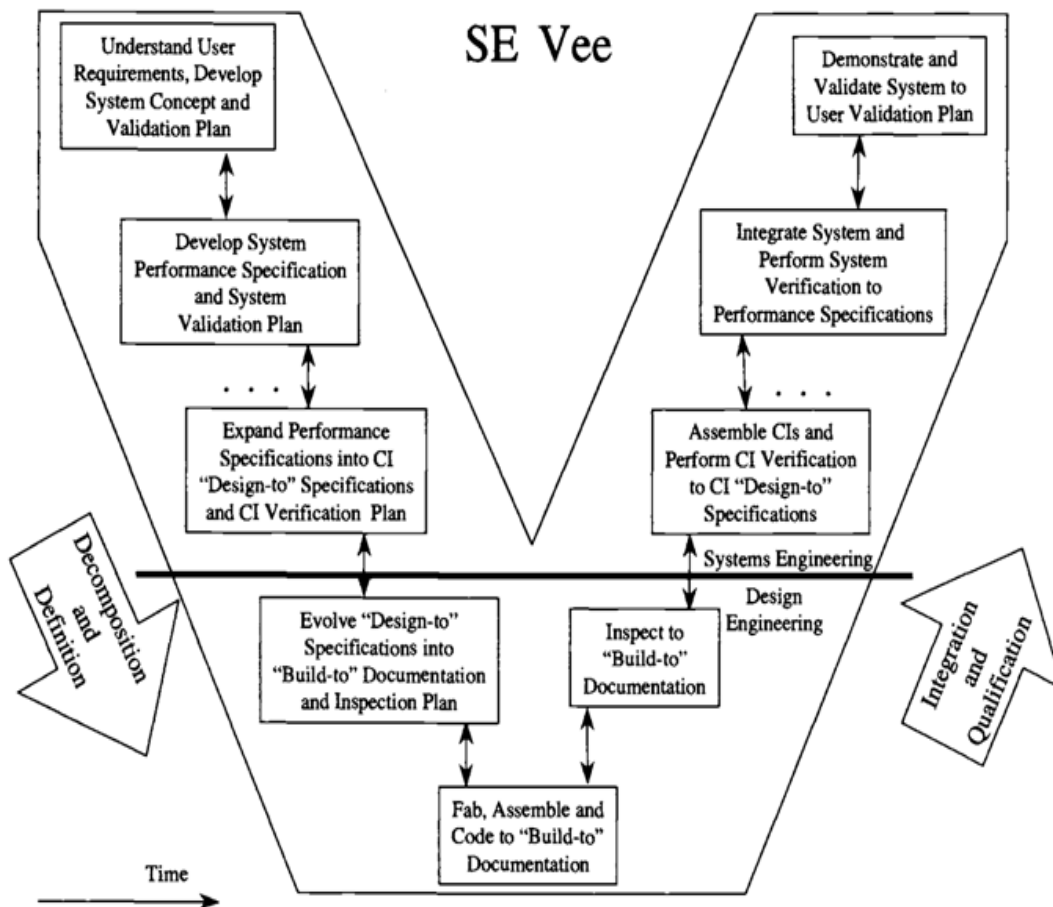 SE Vee
Understand User
Requirements, Develop
System Concept and
Validation Plan
Demonstrate and
Validate System to
User Validation Plan
Develop System
Performance Specification
and System
Validation Plan
Integrate System and
Perform System
Verification to
Performance Specifications
. . .
. . .
Expand Performance
Specifications into CI
“Design-to” Specifications
and CI Verification Plan
Assemble CIs and
Perform CI Verification
to CI “Design-to”
Specifications
Decomposition
and
Definition
Systems Engineering
Design
Engineering
Evolve “Design-to”
Specifications into
“Build-to” Documentation
and Inspection Plan
Inspect to
“Build-to”
Documentation
Integration
and
Qualification
Fab, Assemble and
Code to “Build-to”
Documentation
Time